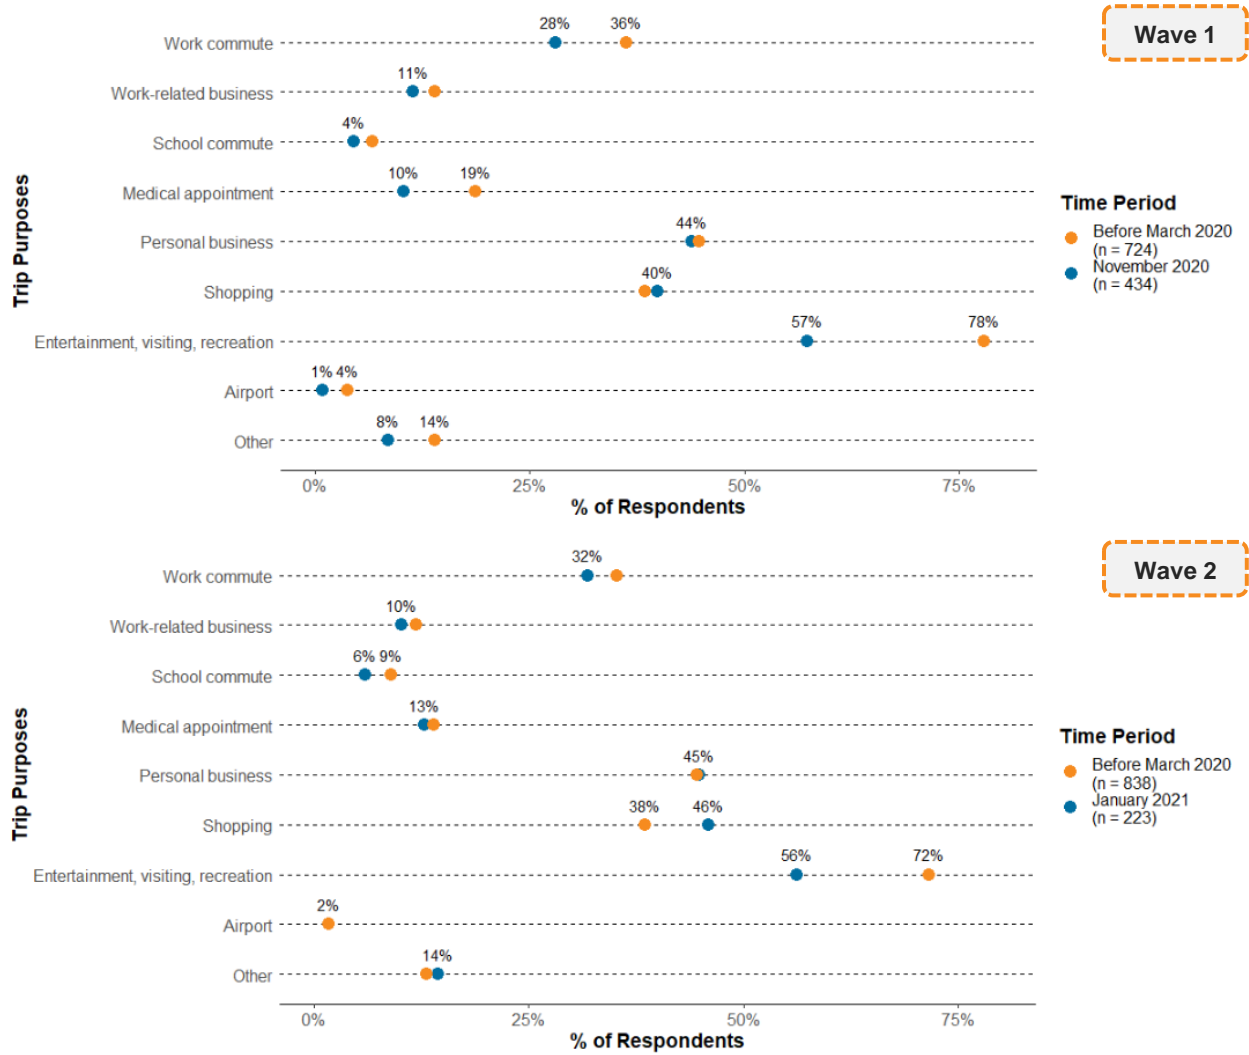 Wave 1
Trip Purposes
28% 36%
Work commute
11%
Work-related business
4%
School commute
10% 19%
Medical appointment
44%
Personal business
40%
Shopping
57% 78%
Entertainment, visiting, recreation
1% 4%
Airport
8% 14%
Other
0% 25% 50% 75%
% of Respondents
Time Period
Before March 2020
(n = 724)
November 2020
(n = 434)
Wave 2
Trip Purposes
32%
Work commute
10%
Work-related business
6% 9%
School commute
13%
Medical appointment
45%
Personal business
38% 46%
Shopping
56% 72%
Entertainment, visiting, recreation
2%
Airport
14%
Other
0% 25% 50% 75%
% of Respondents
Time Period
Before March 2020
(n = 838)
January 2021
(n = 223)